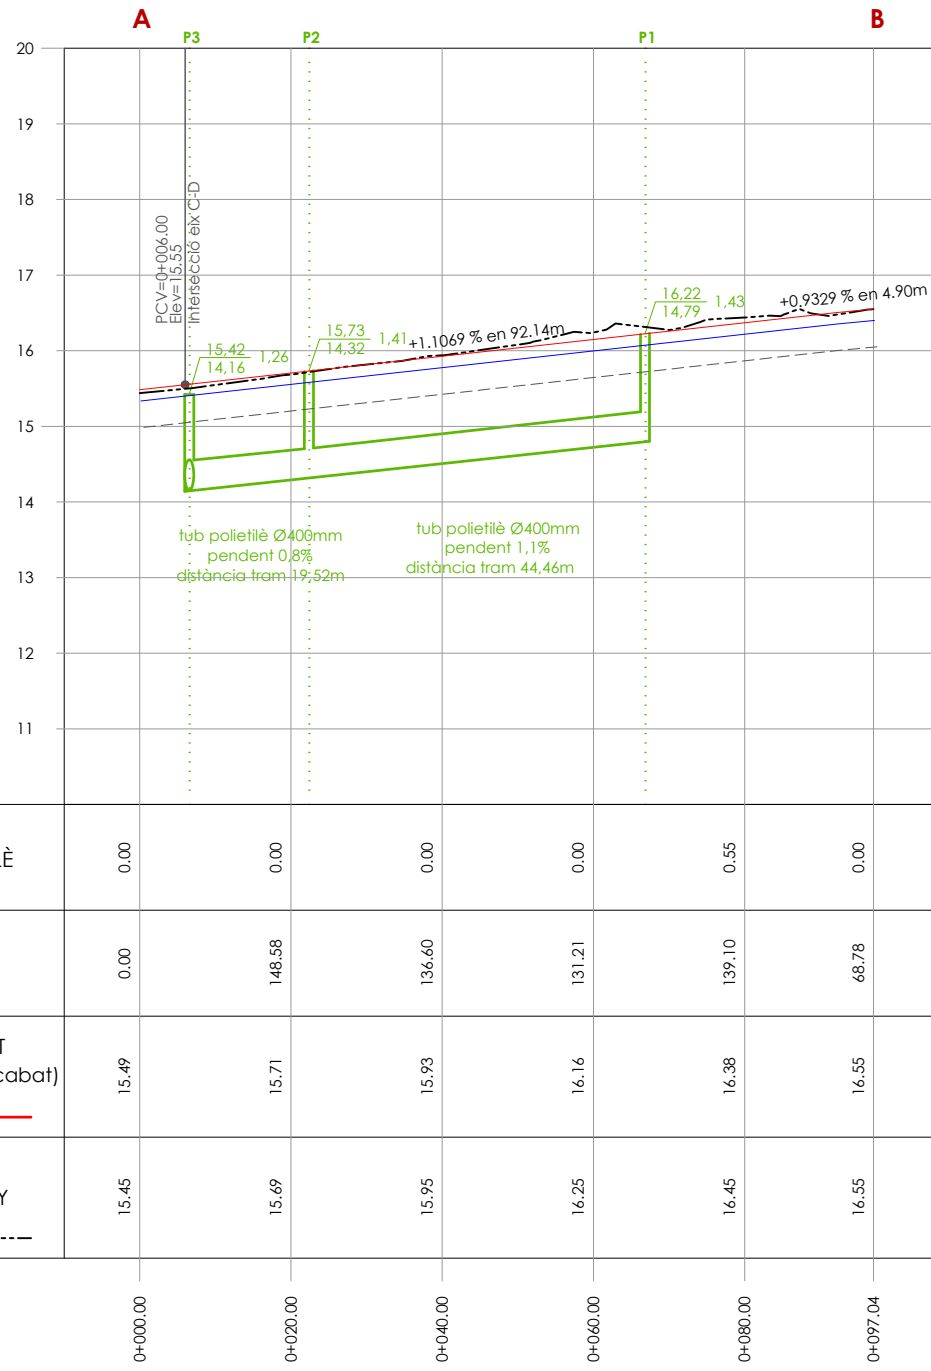 A
B
P3
P2
P1
20
19
18
17
16
15
14
13
12
11
PCV=0+006.00
Elev=15.55
Intersecció eix C-D
15,42
14,16
1,26
15,73
14,32
1,41
+1.1069 % en 92.14m
16,22
14,79
1,43
+0.9329 % en 4.90m
tub polietilè Ø400mm
pendent 0,8%
distància tram 19,52m
tub polietilè Ø400mm
pendent 1,1%
distància tram 44,46m
È
0.00
0.00
0.00
0.00
0.55
0.00
0.00
148.58
136.60
131.21
139.10
68.78
T
cabat)
15.49
15.71
15.93
16.16
16.38
16.55
Y
15.45
15.69
15.95
16.25
16.45
16.55
0+000.00
0+020.00
0+040.00
0+060.00
0+080.00
0+097.04